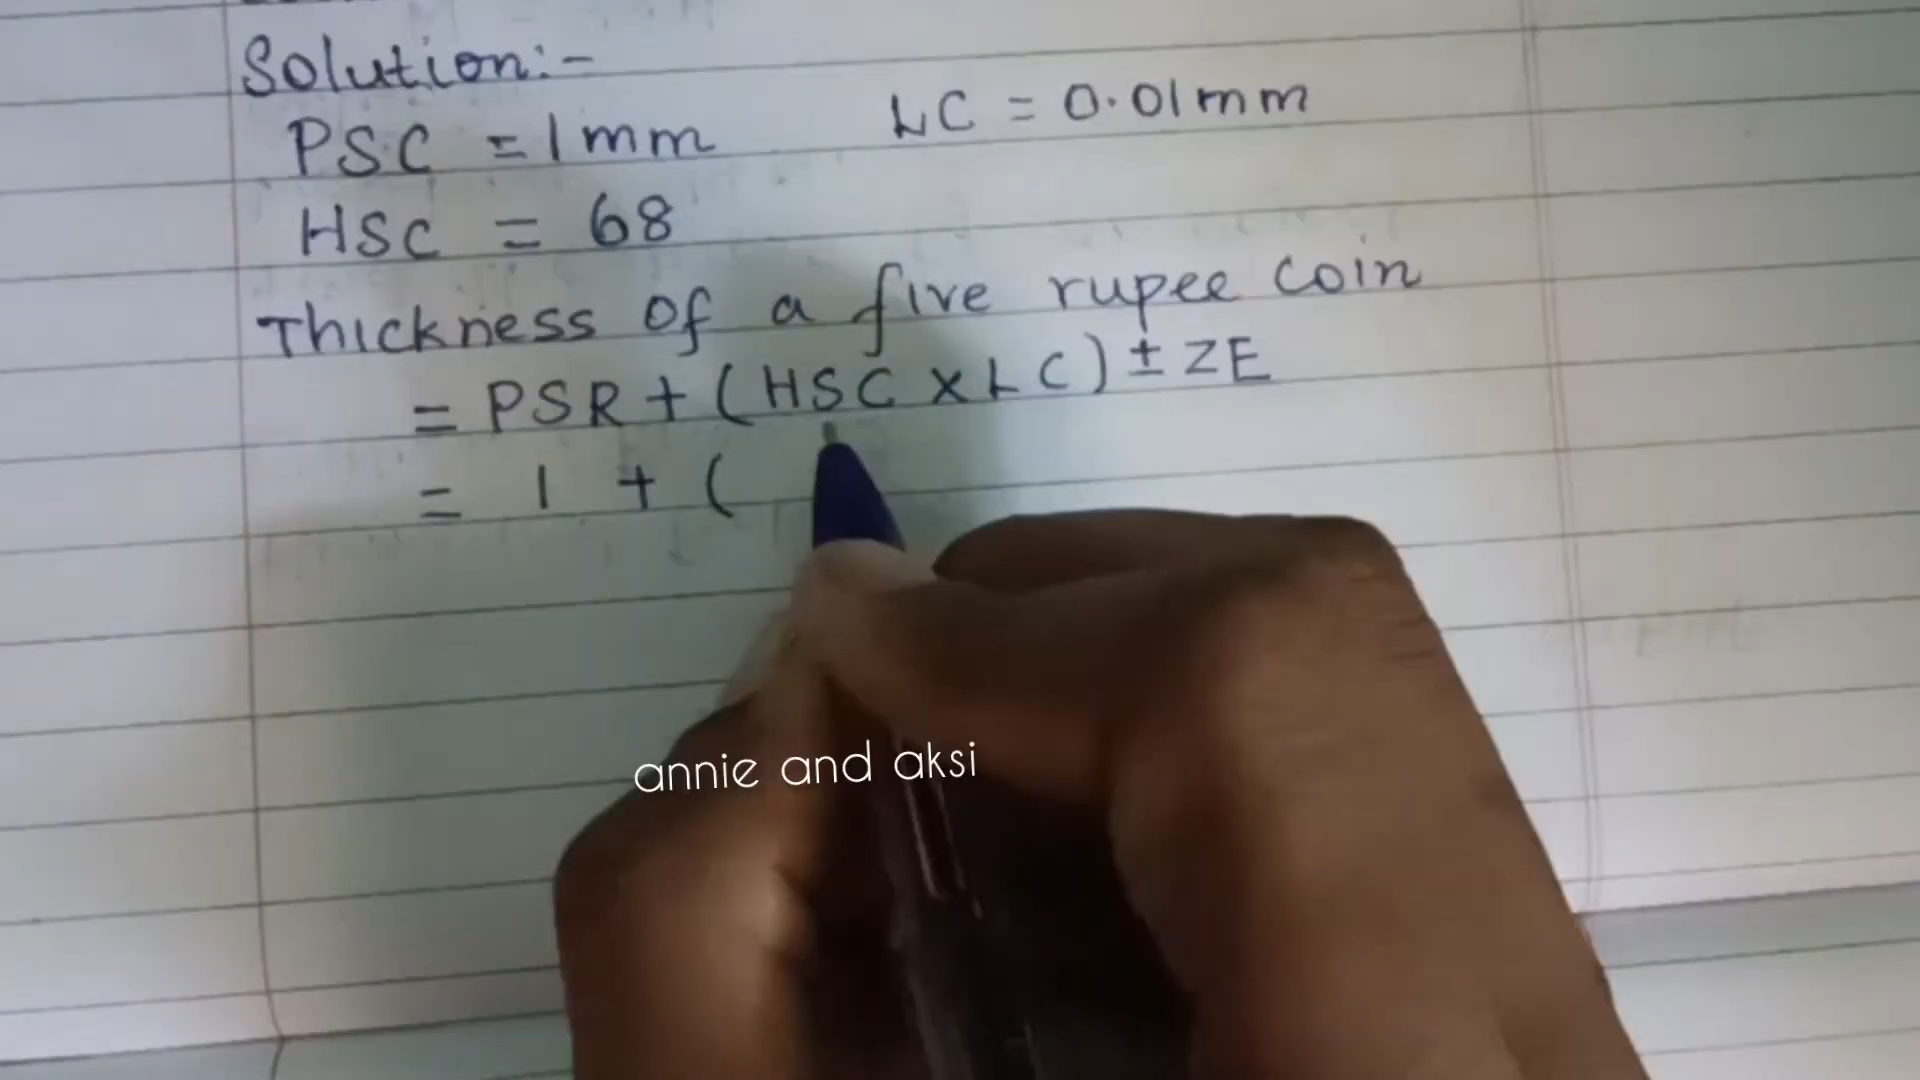 Solution:-
PSC = 1mm LC = 0.01mm
HSC = 68
Thickness of a five rupee coin
= PSR + (HSC X LC) ± ZE
= 1 + (
annie and aksi